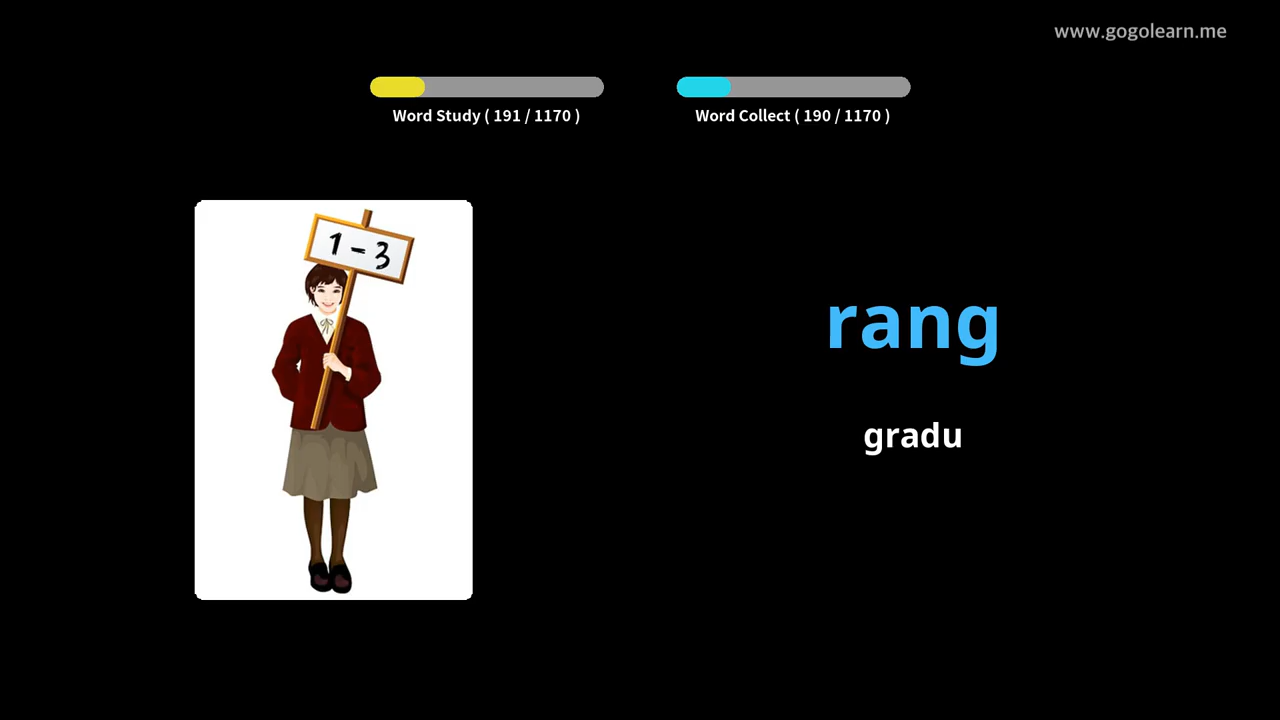 www.gogolearn.me
Word Study ( 191 / 1170 )
Word Collect ( 190 / 1170 )
1 - 3
rang
gradu